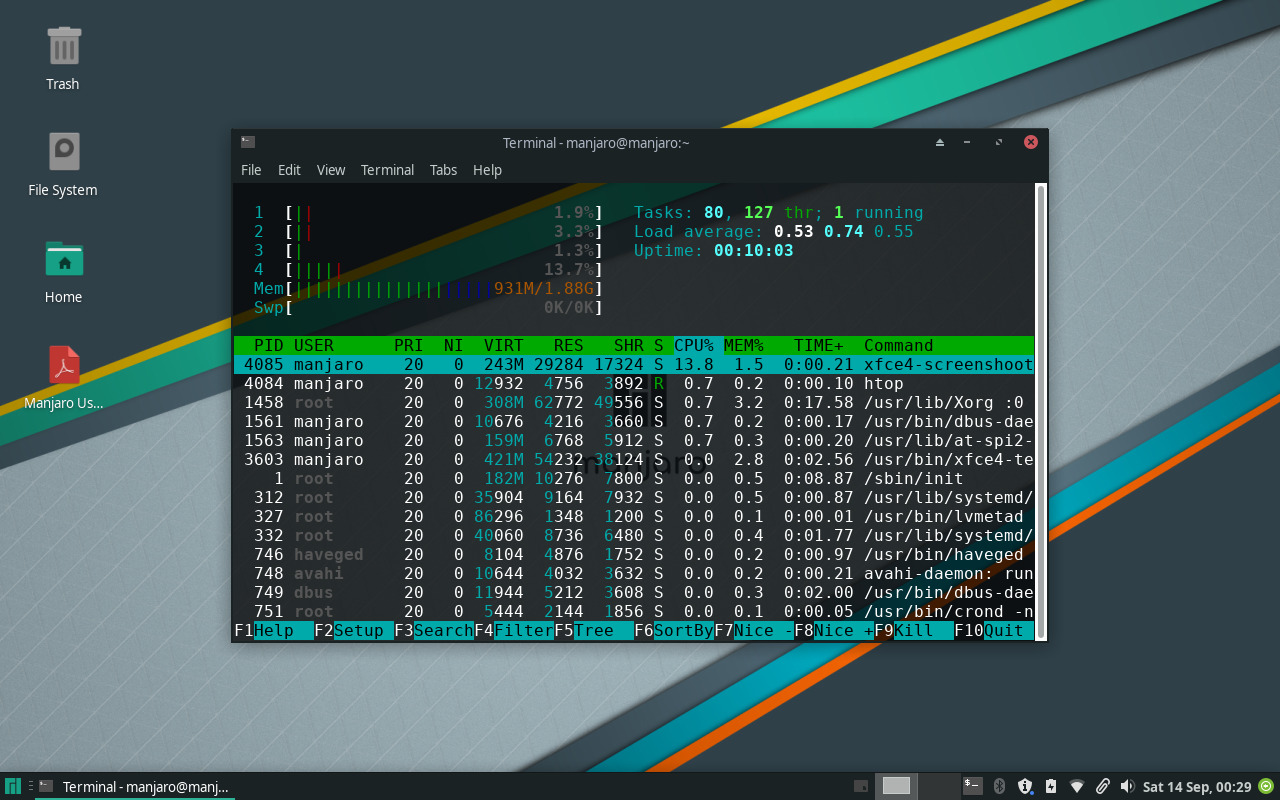 Trash
File System
Home
Manjaro Us...
Terminal - manjaro@manjaro:~
File Edit View Terminal Tabs Help
1 [|| 1.9%] Tasks: 80, 127 thr; 1 running
2 [|| 3.3%] Load average: 0.53 0.74 0.55
3 [| 1.3%] Uptime: 00:10:03
4 [||||| 13.7%]
Mem[||||||||||||||||||||931M/1.88G]
Swp[ 0K/0K]
PID USER PRI NI VIRT RES SHR S CPU% MEM% TIME+ Command
4085 manjaro 20 0 243M 29284 17324 S 13.8 1.5 0:00.21 xfce4-screenshoot
4084 manjaro 20 0 12932 4756 3892 R 0.7 0.2 0:00.10 htop
1458 root 20 0 308M 62772 49556 S 0.7 3.2 0:17.58 /usr/lib/Xorg :0
1561 manjaro 20 0 10676 4216 3660 S 0.7 0.2 0:00.17 /usr/bin/dbus-dae
1563 manjaro 20 0 159M 6768 5912 S 0.7 0.3 0:00.20 /usr/lib/at-spi2-
3603 manjaro 20 0 421M 54232 38124 S 0.0 2.8 0:02.56 /usr/bin/xfce4-te
1 root 20 0 182M 10276 7800 S 0.0 0.5 0:08.87 /sbin/init
312 root 20 0 35904 9164 7932 S 0.0 0.5 0:00.87 /usr/lib/systemd/
327 root 20 0 86296 1348 1200 S 0.0 0.1 0:00.01 /usr/bin/lvmetad
332 root 20 0 40060 8736 6480 S 0.0 0.4 0:01.77 /usr/lib/systemd/
746 haveged 20 0 8104 4876 1752 S 0.0 0.2 0:00.97 /usr/bin/haveged
748 avahi 20 0 10644 4032 3632 S 0.0 0.2 0:00.21 avahi-daemon: run
749 dbus 20 0 11944 5212 3608 S 0.0 0.3 0:02.00 /usr/bin/dbus-dae
751 root 20 0 5444 2144 1856 S 0.0 0.1 0:00.05 /usr/bin/crond -n
F1Help F2Setup F3SearchF4FilterF5Tree F6SortByF7Nice -F8Nice +F9Kill F10Quit
manjaro
Terminal - manjaro@manj...
Sat 14 Sep, 00:29